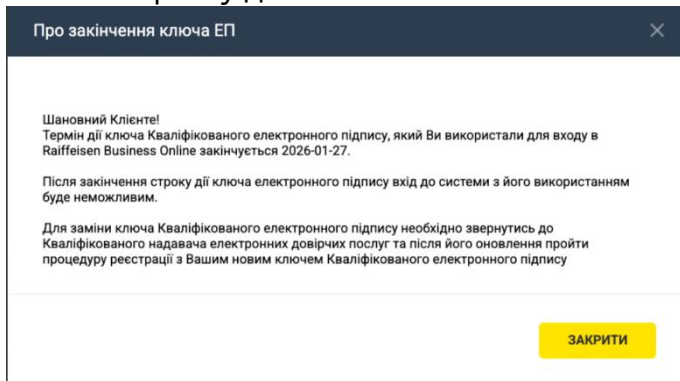 Про закінчення ключа ЕП
Шановний Клієнте!
Термін дії ключа Кваліфікованого електронного підпису, який Ви використали для входу в
Raiffeisen Business Online закінчується 2026-01-27.
Після закінчення строку дії ключа електронного підпису вхід до системи з його використанням
буде неможливим.
Для заміни ключа Кваліфікованого електронного підпису необхідно звернутись до
Кваліфікованого надавача електронних довірчих послуг та після його оновлення пройти
процедуру реєстрації з Вашим новим ключем Кваліфікованого електронного підпису
ЗАКРИТИ